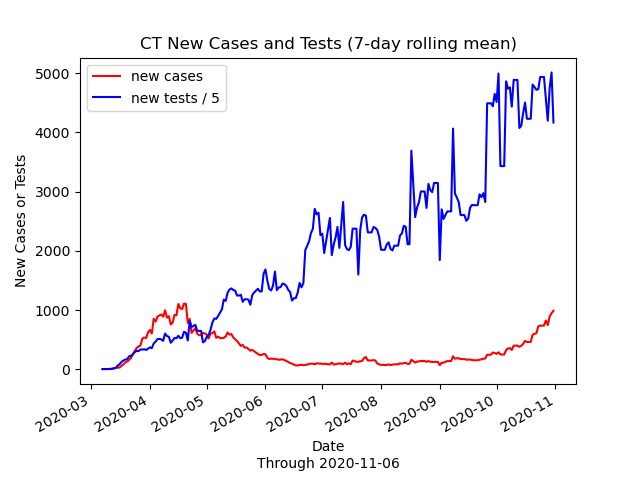 CT New Cases and Tests (7-day rolling mean)
new cases
new tests / 5
New Cases or Tests
5000
4000
3000
2000
1000
0
2020-03
2020-04
2020-05
2020-06
2020-07
2020-08
2020-09
2020-10
2020-11
Date
Through 2020-11-06